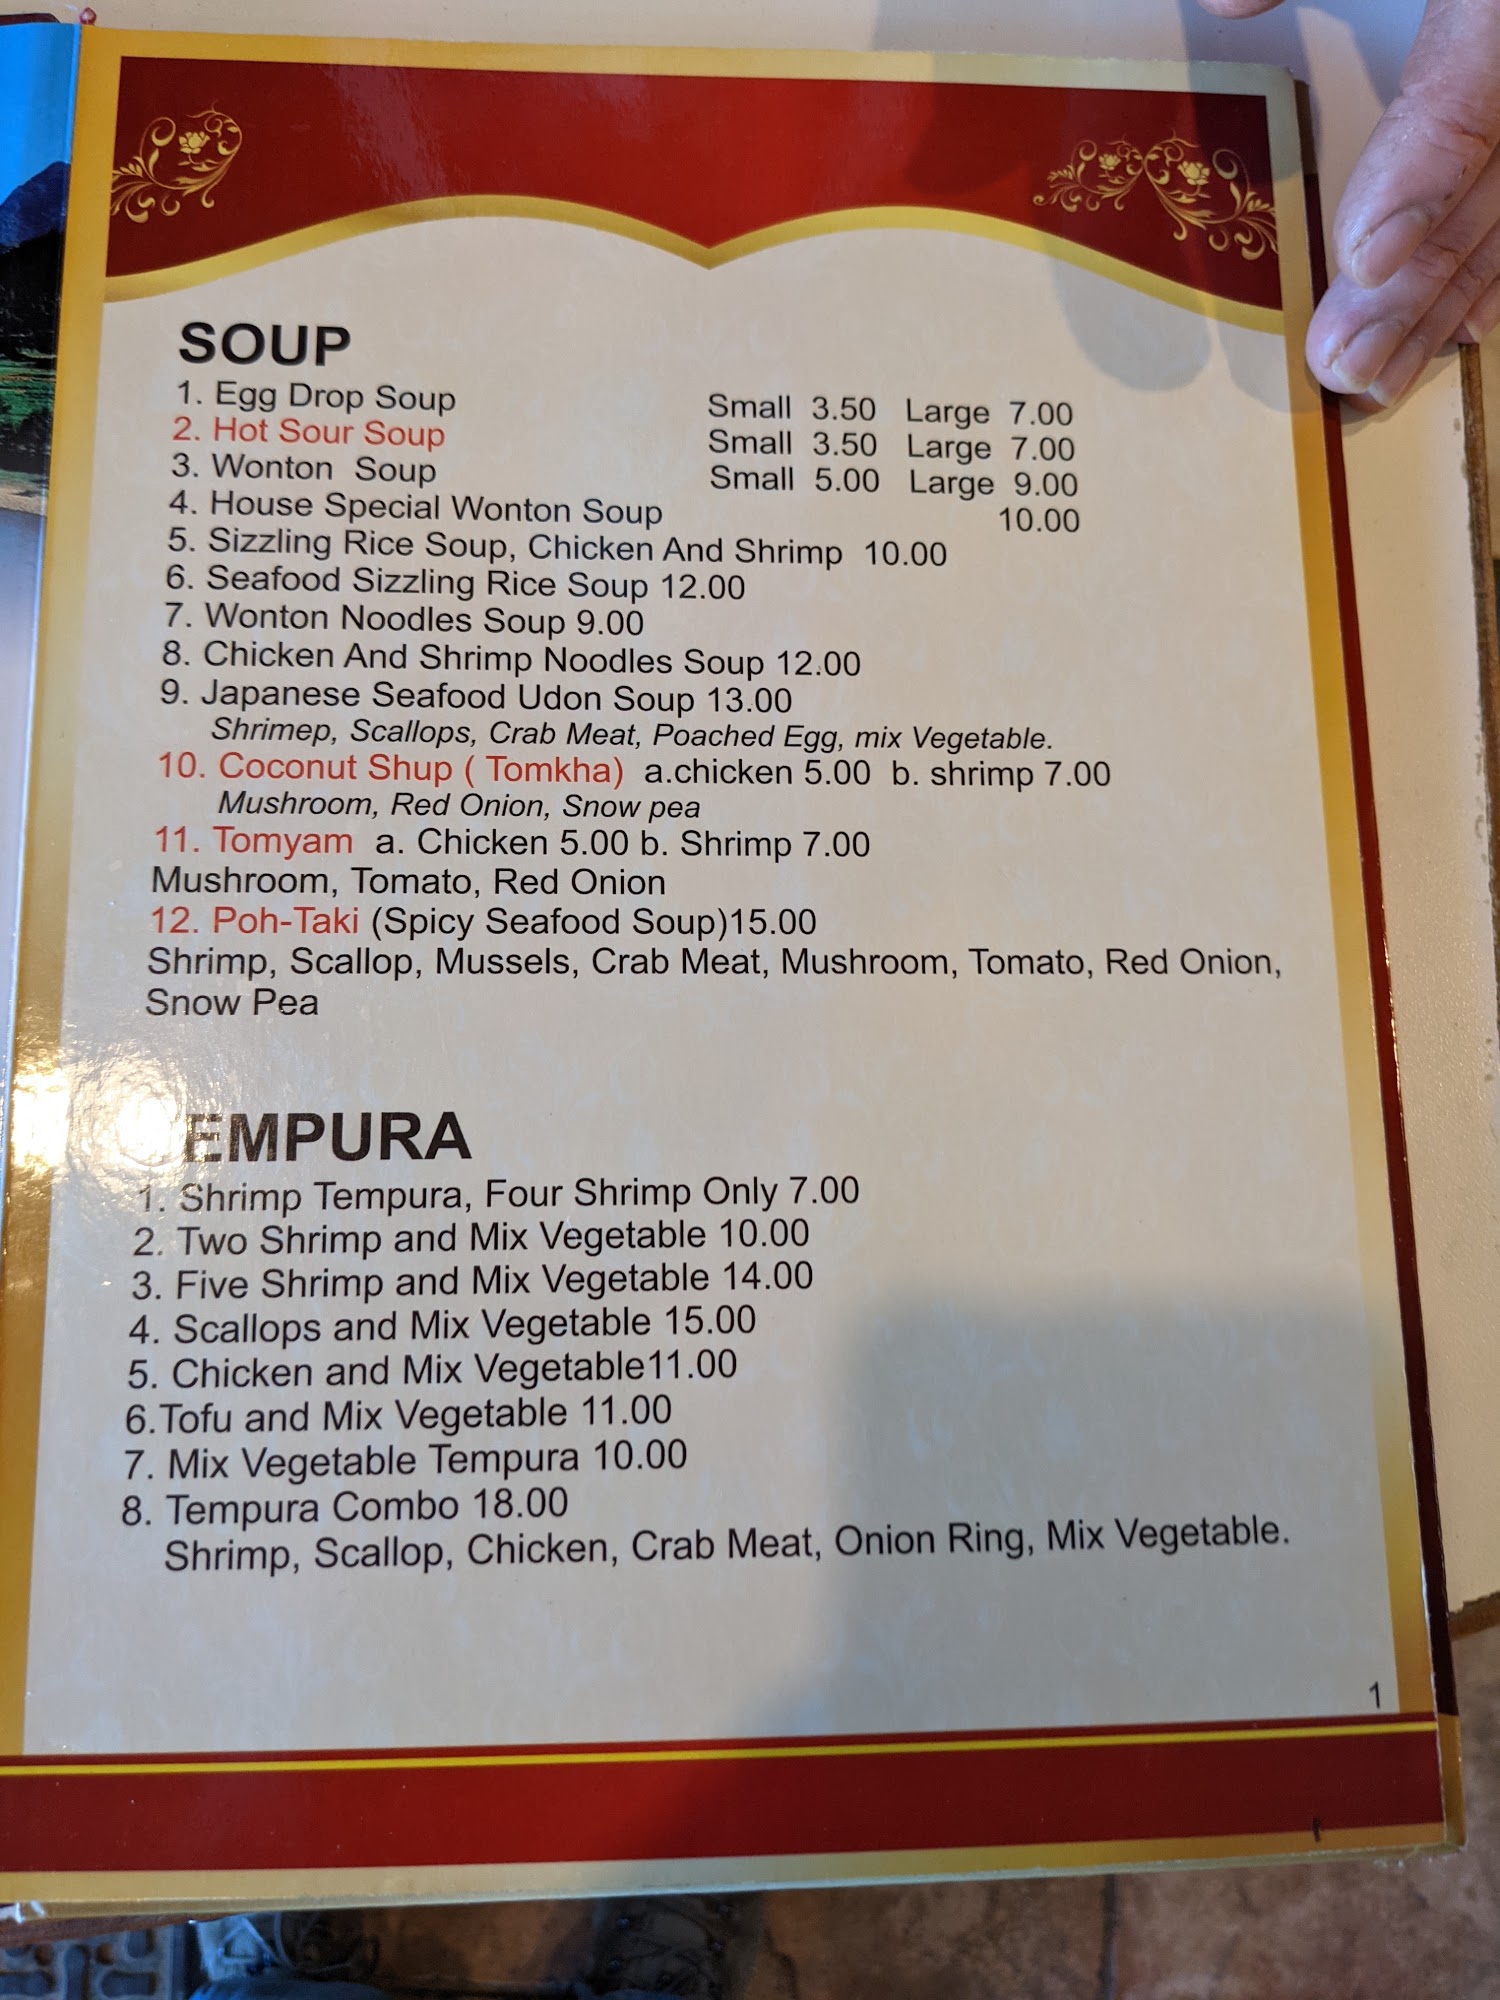 SOUP
1. Egg Drop Soup Small 3.50 Large 7.00
2. Hot Sour Soup Small 3.50 Large 7.00
3. Wonton Soup Small 5.00 Large 9.00
4. House Special Wonton Soup 10.00
5. Sizzling Rice Soup, Chicken And Shrimp 10.00
6. Seafood Sizzling Rice Soup 12.00
7. Wonton Noodles Soup 9.00
8. Chicken And Shrimp Noodles Soup 12.00
9. Japanese Seafood Udon Soup 13.00
Shrimep, Scallops, Crab Meat, Poached Egg, mix Vegetable.
10. Coconut Shup ( Tomkha) a.chicken 5.00 b. shrimp 7.00
Mushroom, Red Onion, Snow pea
11. Tomyam a. Chicken 5.00 b. Shrimp 7.00
Mushroom, Tomato, Red Onion
12. Poh-Taki (Spicy Seafood Soup)15.00
Shrimp, Scallop, Mussels, Crab Meat, Mushroom, Tomato, Red Onion,
Snow Pea
EMPURA
1. Shrimp Tempura, Four Shrimp Only 7.00
2. Two Shrimp and Mix Vegetable 10.00
3. Five Shrimp and Mix Vegetable 14.00
4. Scallops and Mix Vegetable 15.00
5. Chicken and Mix Vegetable11.00
6.Tofu and Mix Vegetable 11.00
7. Mix Vegetable Tempura 10.00
8. Tempura Combo 18.00
Shrimp, Scallop, Chicken, Crab Meat, Onion Ring, Mix Vegetable.
1